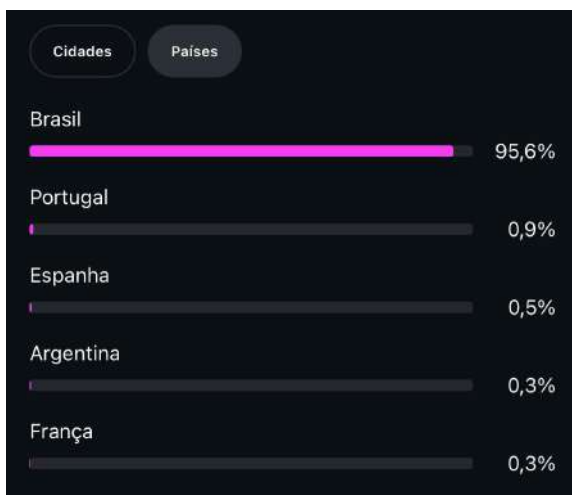 Cidades Países
Brasil
95,6%
Portugal
0,9%
Espanha
0,5%
Argentina
0,3%
França
0,3%